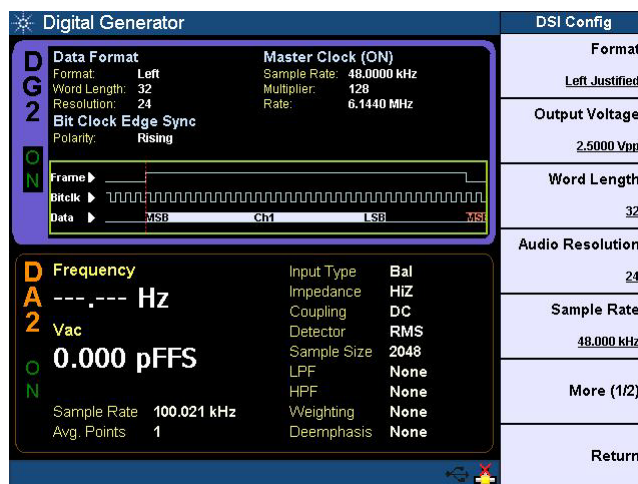 Digital Generator
DSI Config
DG2
ON
Data Format
Format: Left
Word Length: 32
Resolution: 24
Bit Clock Edge Sync
Polarity: Rising
Master Clock (ON)
Sample Rate: 48.0000 kHz
Multiplier: 128
Rate: 6.1440 MHz
Frame
Bitclk
Data MSB Ch1 LSB MSB
DA2
ON
Frequency
---.--- Hz
Vac
0.000 pFFS
Sample Rate 100.021 kHz
Avg. Points 1
Input Type Bal
Impedance HiZ
Coupling DC
Detector RMS
Sample Size 2048
LPF None
HPF None
Weighting None
Deemphasis None
Format
Left Justified
Output Voltage
2.5000 Vpp
Word Length
32
Audio Resolution
24
Sample Rate
48.000 kHz
More (1/2)
Return